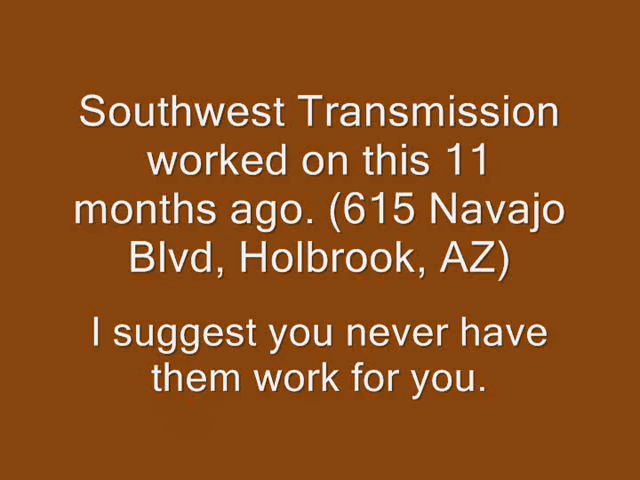 Southwest Transmission
worked on this 11
months ago. (615 Navajo
Blvd, Holbrook, AZ)
I suggest you never have
them work for you.